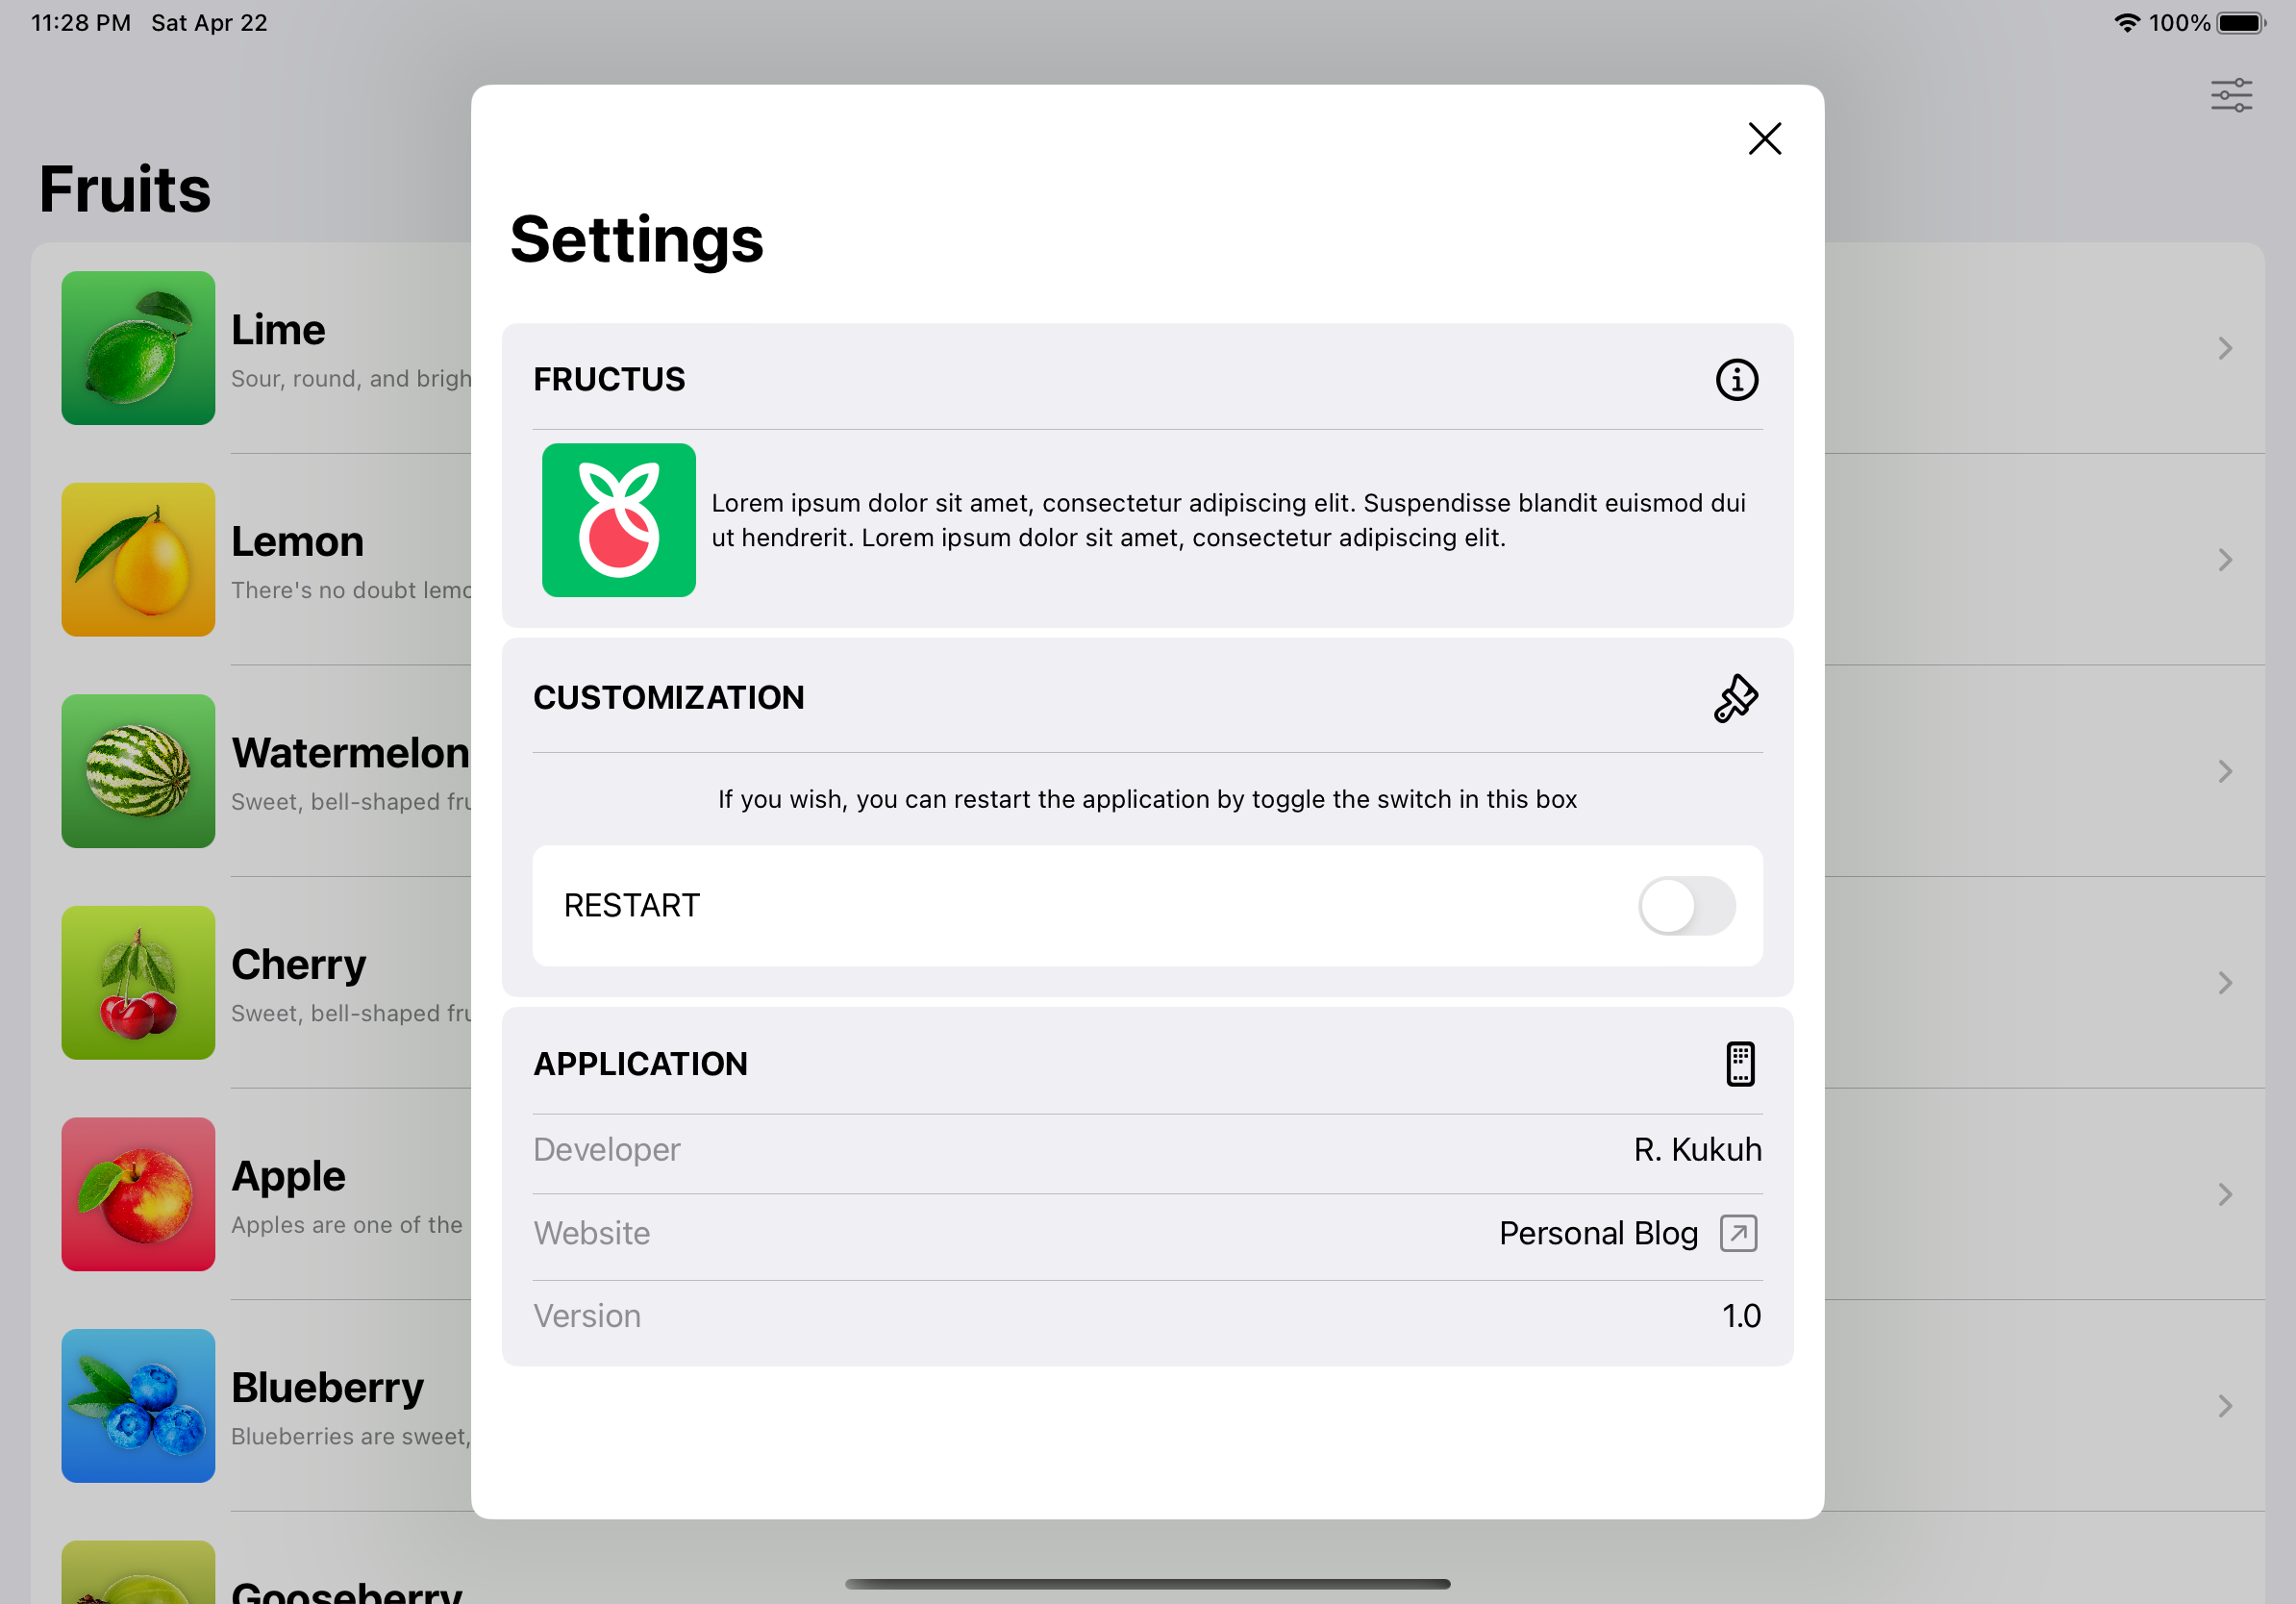 11:28 PM Sat Apr 22
100%
Fruits
Lime
Sour, round, and brigh
Lemon
There's no doubt lemo
Watermelon
Sweet, bell-shaped fru
Cherry
Sweet, bell-shaped fru
Apple
Apples are one of the
Blueberry
Blueberries are sweet,
Gooseberry
Settings
FRUCTUS
Lorem ipsum dolor sit amet, consectetur adipiscing elit. Suspendisse blandit euismod dui
ut hendrerit. Lorem ipsum dolor sit amet, consectetur adipiscing elit.
CUSTOMIZATION
If you wish, you can restart the application by toggle the switch in this box
RESTART
APPLICATION
Developer R. Kukuh
Website Personal Blog
Version 1.0